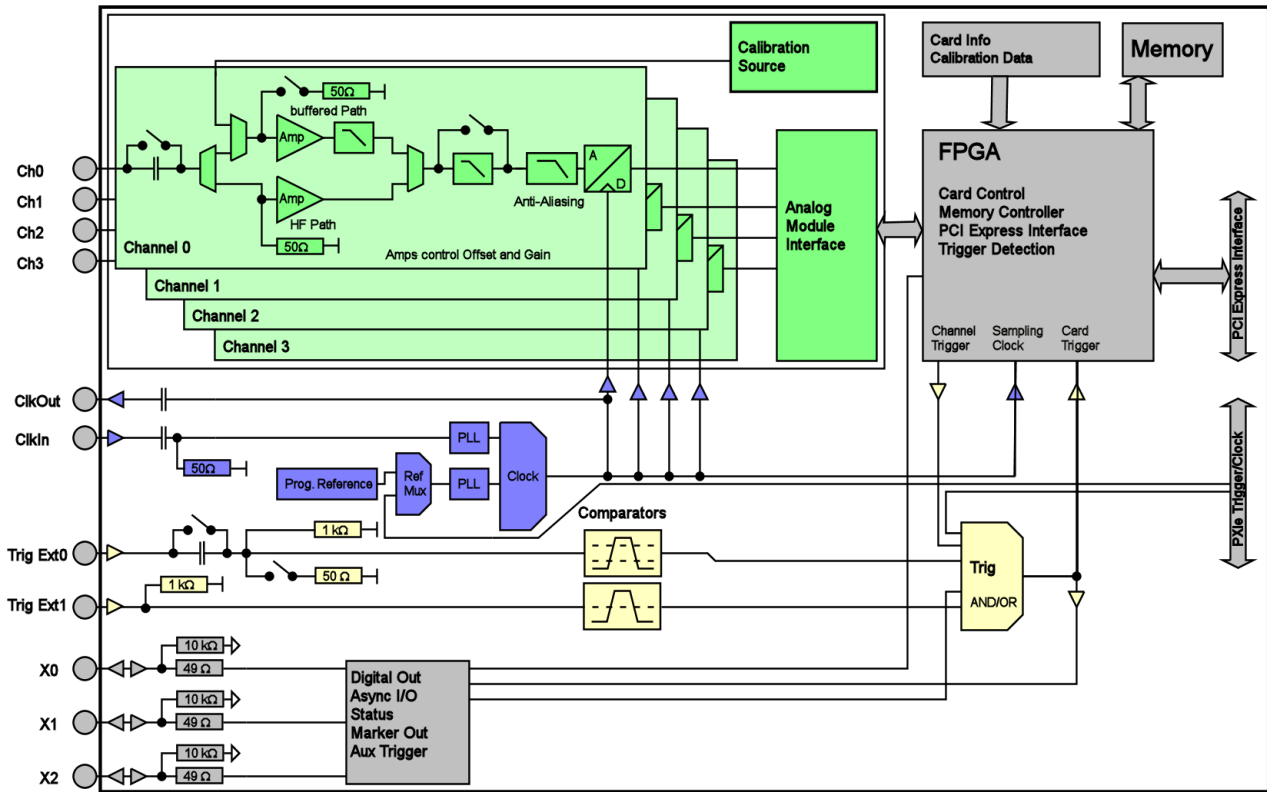 Calibration
Source
Card Info
Calibration Data
Memory
50Ω
buffered Path
Amp
Amp
HF Path
50Ω
A
D
Anti-Aliasing
Amps control Offset and Gain
Channel 0
Channel 1
Channel 2
Channel 3
Ch0
Ch1
Ch2
Ch3
Analog
Module
Interface
FPGA
Card Control
Memory Controller
PCI Express Interface
Trigger Detection
Channel
Trigger
Sampling
Clock
Card
Trigger
PCI Express Interface
ClkOut
ClkIn
50Ω
PLL
Prog. Reference
Ref
Mux
PLL
Clock
PXIe Trigger/Clock
Comparators
Trig Ext0
1 kΩ
50 Ω
Trig Ext1
1 kΩ
Trig
AND/OR
X0
10 kΩ
49 Ω
X1
10 kΩ
49 Ω
X2
10 kΩ
49 Ω
Digital Out
Async I/O
Status
Marker Out
Aux Trigger